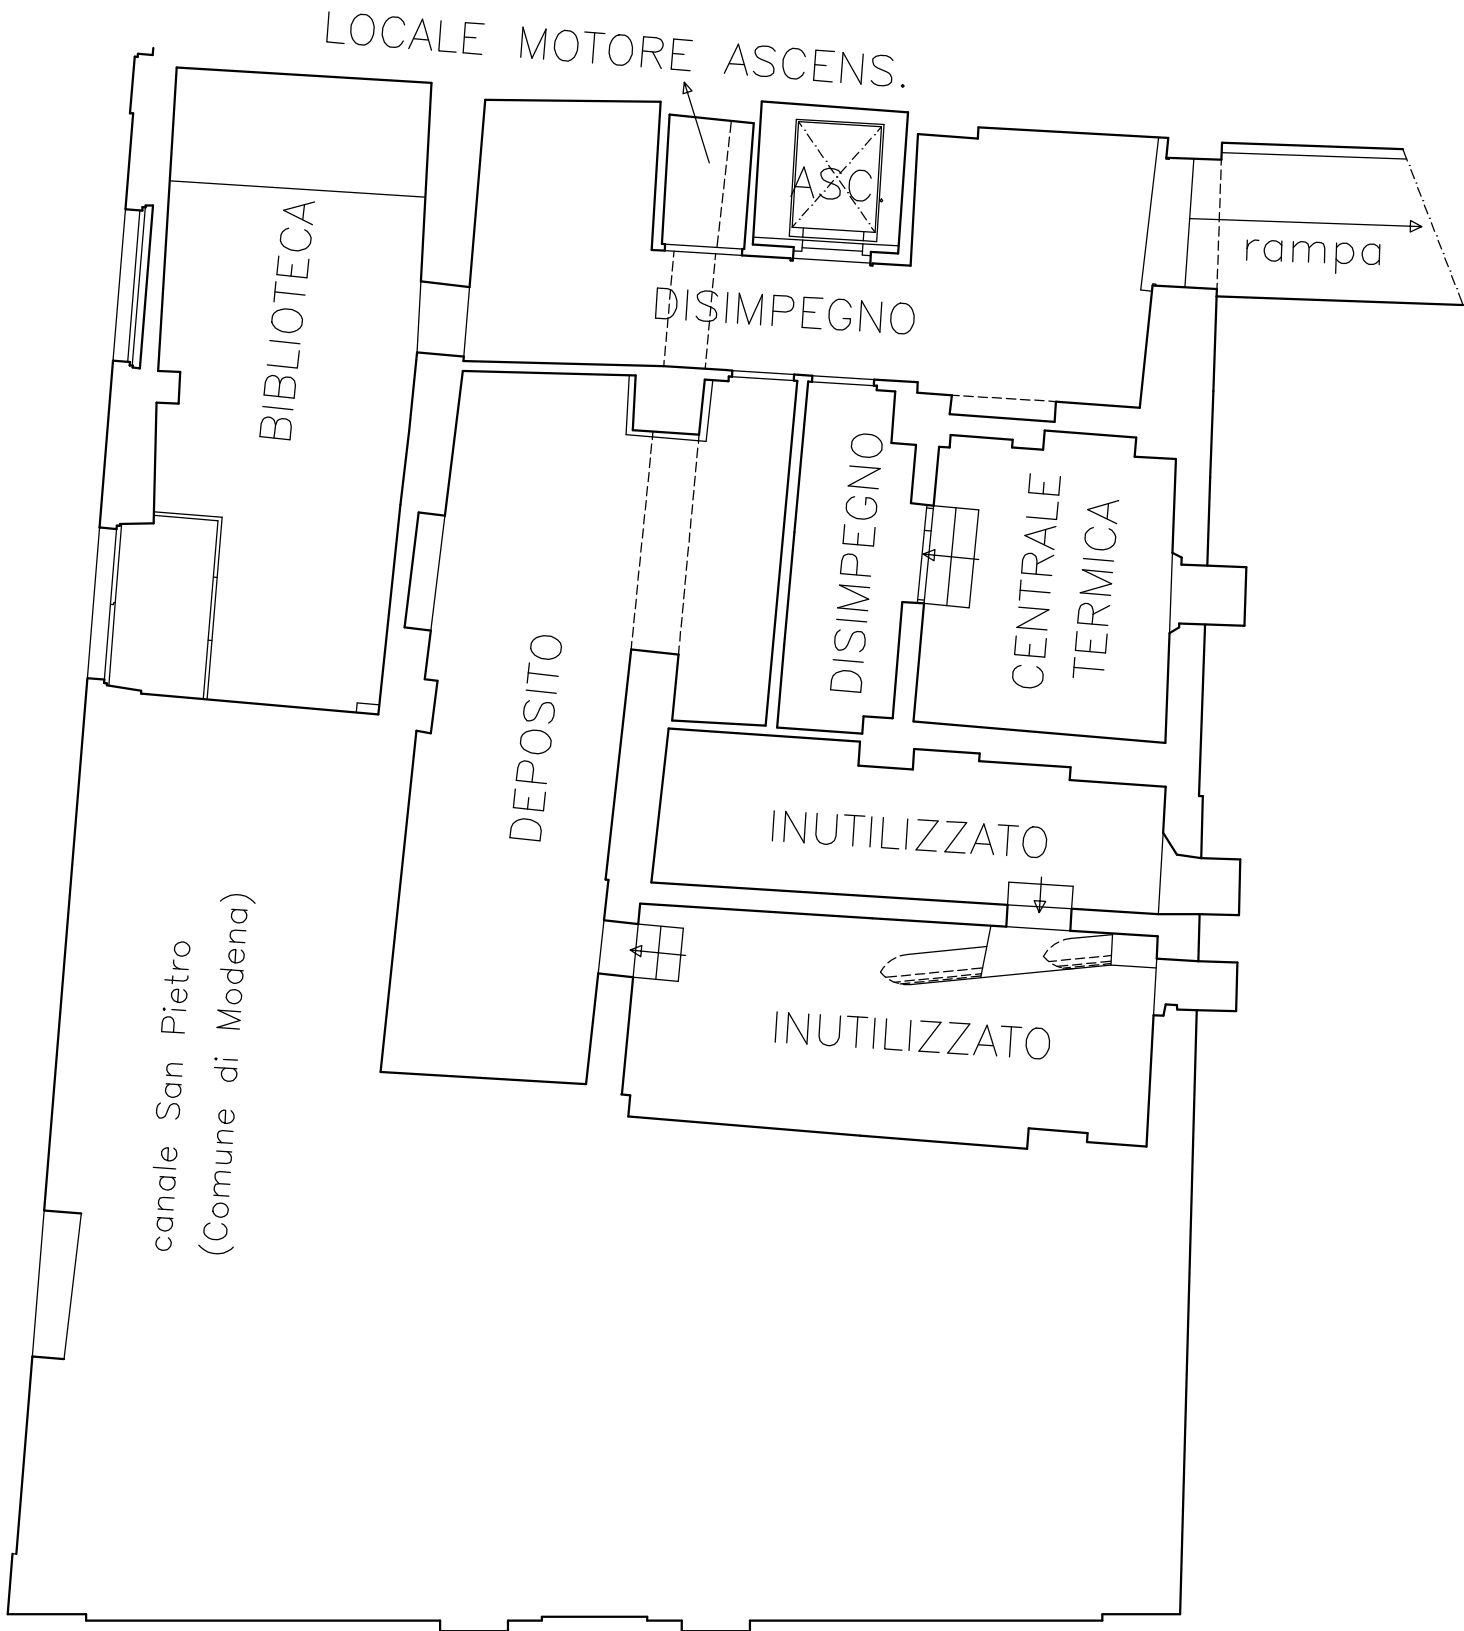 LOCALE MOTORE ASCENS.
ASC.
rampa
DISIMPEGNO
BIBLIOTECA
DISIMPEGNO
CENTRALE
TERMICA
DEPOSITO
INUTILIZZATO
INUTILIZZATO
canale San Pietro
(Comune di Modena)